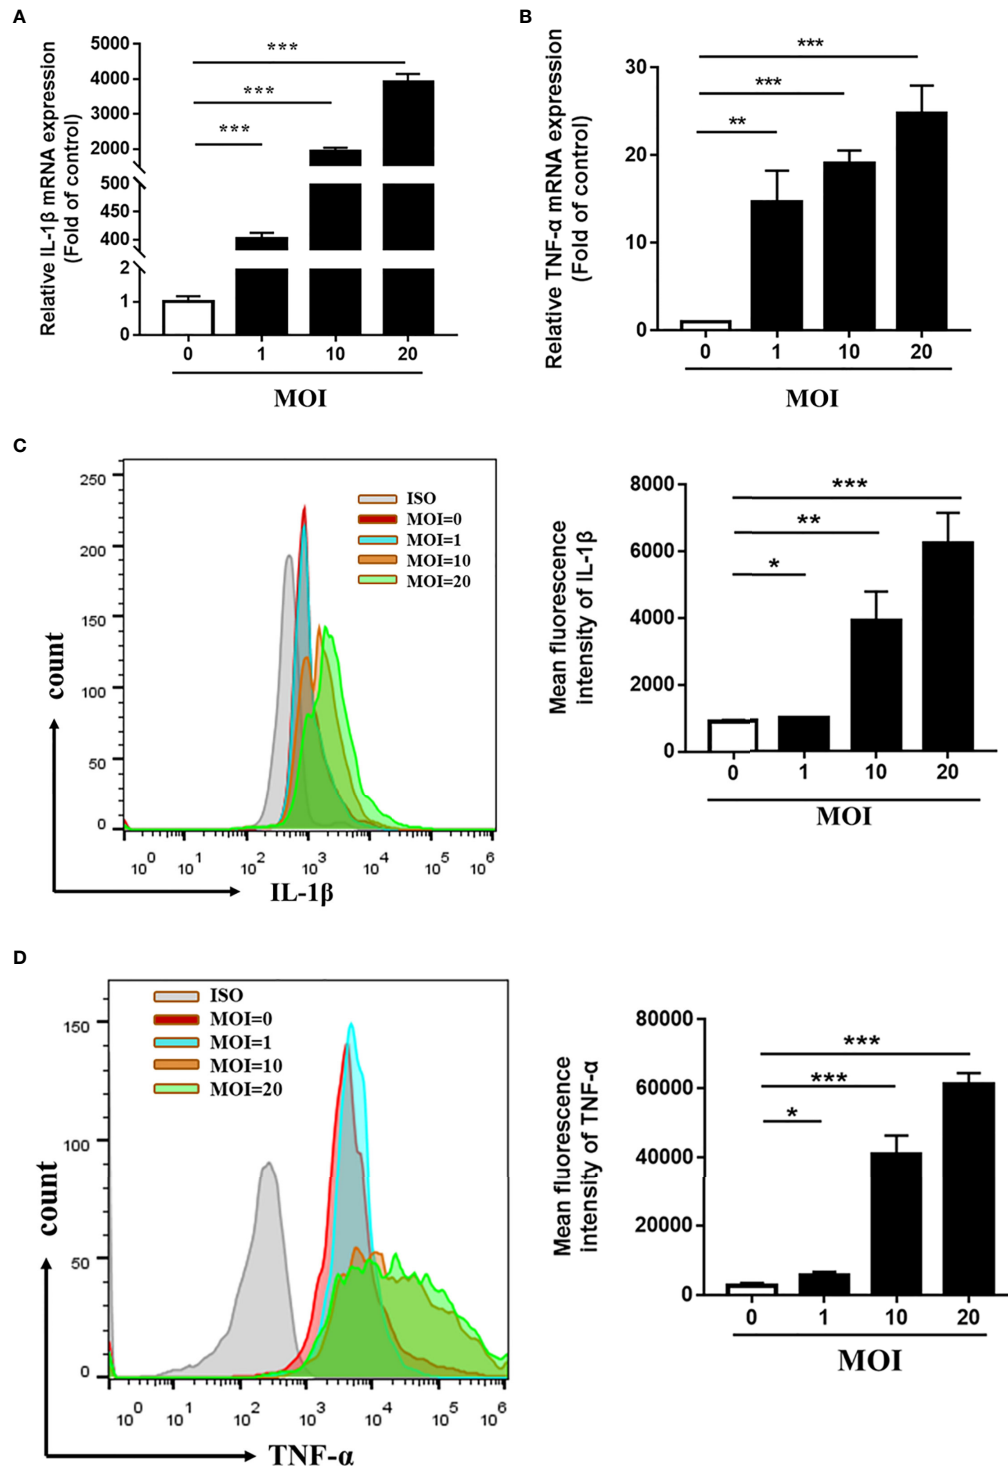 A
Relative IL-1β mRNA expression
(Fold of control)
5000
4000
3000
2000
500
450
400
2
1
0
***
***
***
0 1 10 20
MOI
B
Relative TNF-α mRNA expression
(Fold of control)
30
20
10
0
***
***
**
0 1 10 20
MOI
C
count
250
200
150
100
50
0
ISO
MOI=0
MOI=1
MOI=10
MOI=20
10^0 10^1 10^2 10^3 10^4 10^5 10^6
IL-1β
Mean fluorescence
intensity of IL-1β
8000
6000
4000
2000
0
***
**
*
0 1 10 20
MOI
D
count
150
100
50
0
ISO
MOI=0
MOI=1
MOI=10
MOI=20
10^0 10^1 10^2 10^3 10^4 10^5 10^6
TNF-α
Mean fluorescence
intensity of TNF-α
80000
60000
40000
20000
0
***
***
*
0 1 10 20
MOI